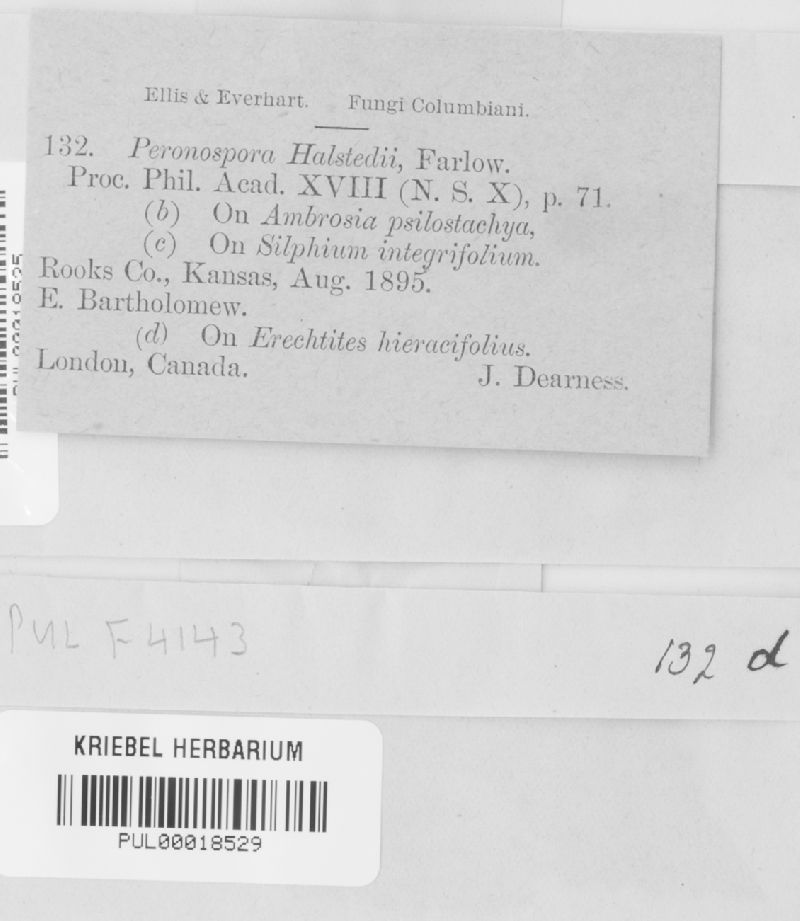 Ellis & Everhart. Fungi Columbiani.
132. Peronospora Halstedii, Farlow.
Proc. Phil. Acad. XVIII (N. S. X), p. 71.
(b) On Ambrosia psilostachya,
(c) On Silphium integrifolium.
Rooks Co., Kansas, Aug. 1895.
E. Bartholomew.
(d) On Erechtites hieracifolius.
London, Canada. J. Dearness.
PUL F4143
132 d
KRIEBEL HERBARIUM
PUL00018529